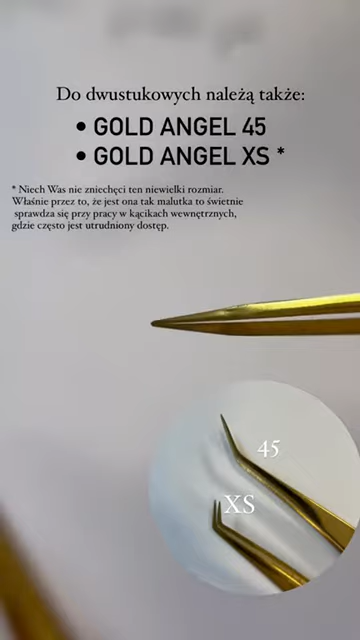 Do dwustukowych należą także:
• GOLD ANGEL 45
• GOLD ANGEL XS *
* Niech Was nie zniechęci ten niewielki rozmiar.
Właśnie przez to, że jest ona tak malutka to świetnie
sprawdza się przy pracy w kącikach wewnętrznych,
gdzie często jest utrudniony dostęp.
45
XS